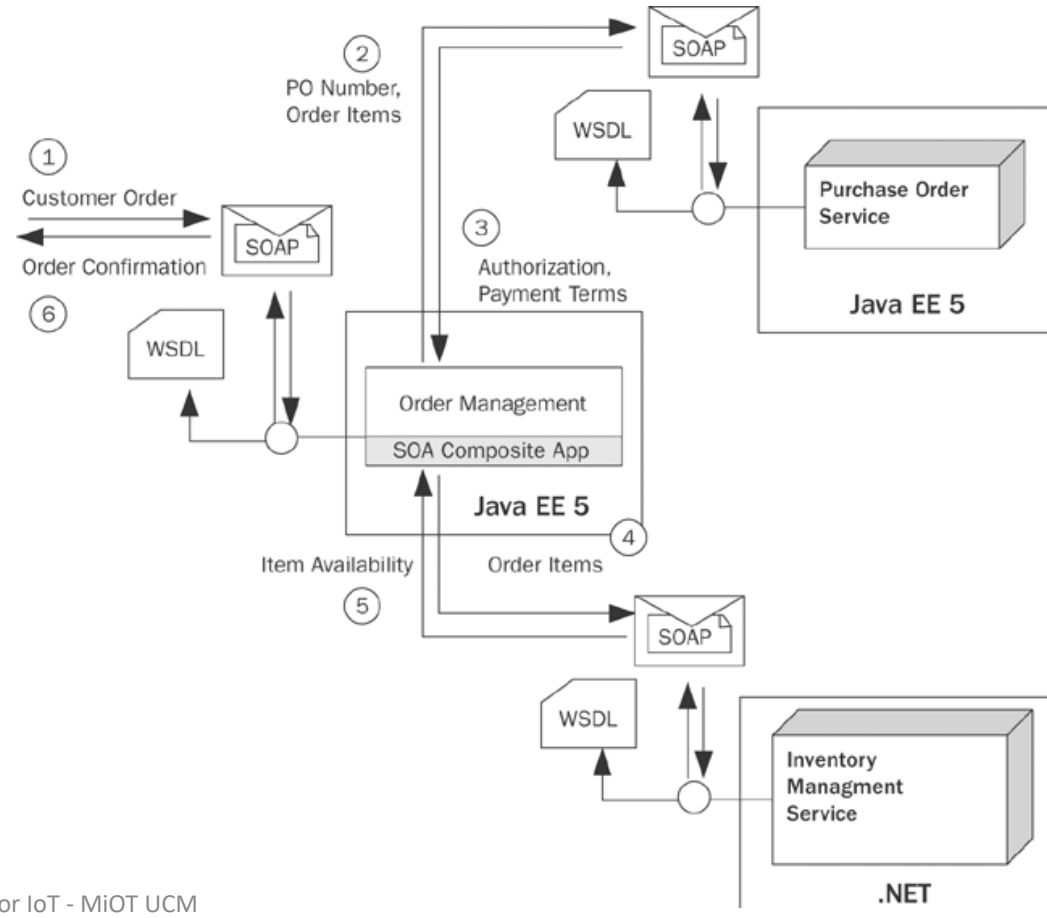 SOAP
2
PO Number,
Order Items
WSDL
1
Customer Order
Purchase Order
Service
SOAP
3
Order Confirmation
Authorization,
Payment Terms
6
Java EE 5
WSDL
Order Management
SOA Composite App
Java EE 5
4
Item Availability
Order Items
5
SOAP
WSDL
Inventory
Managment
Service
.NET
or IoT - MiOT UCM